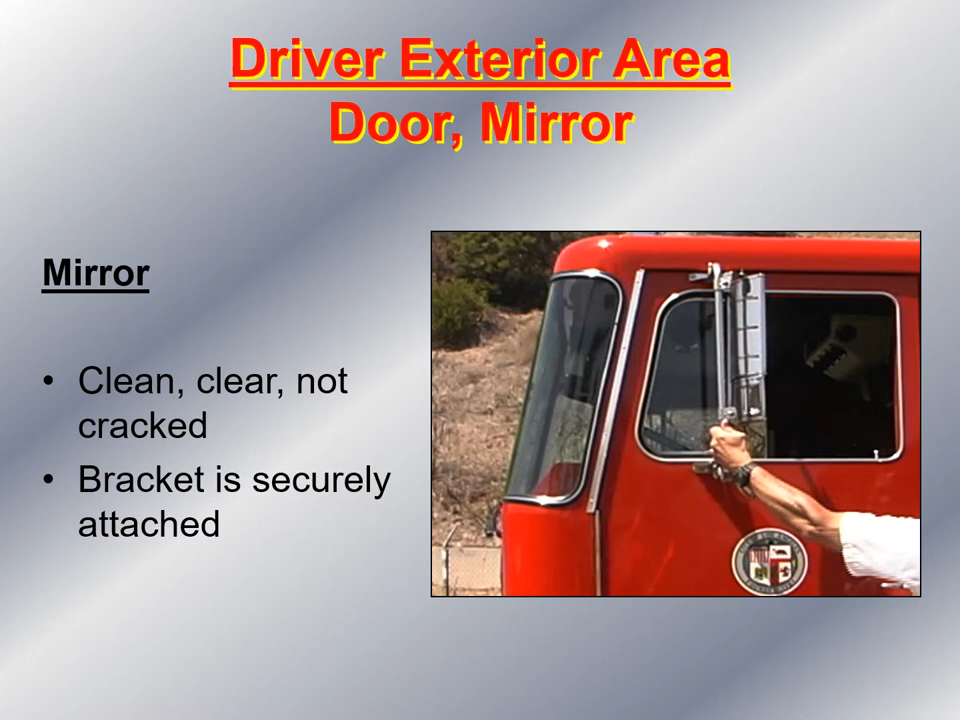 Driver Exterior Area
Door, Mirror
Mirror
• Clean, clear, not
cracked
• Bracket is securely
attached